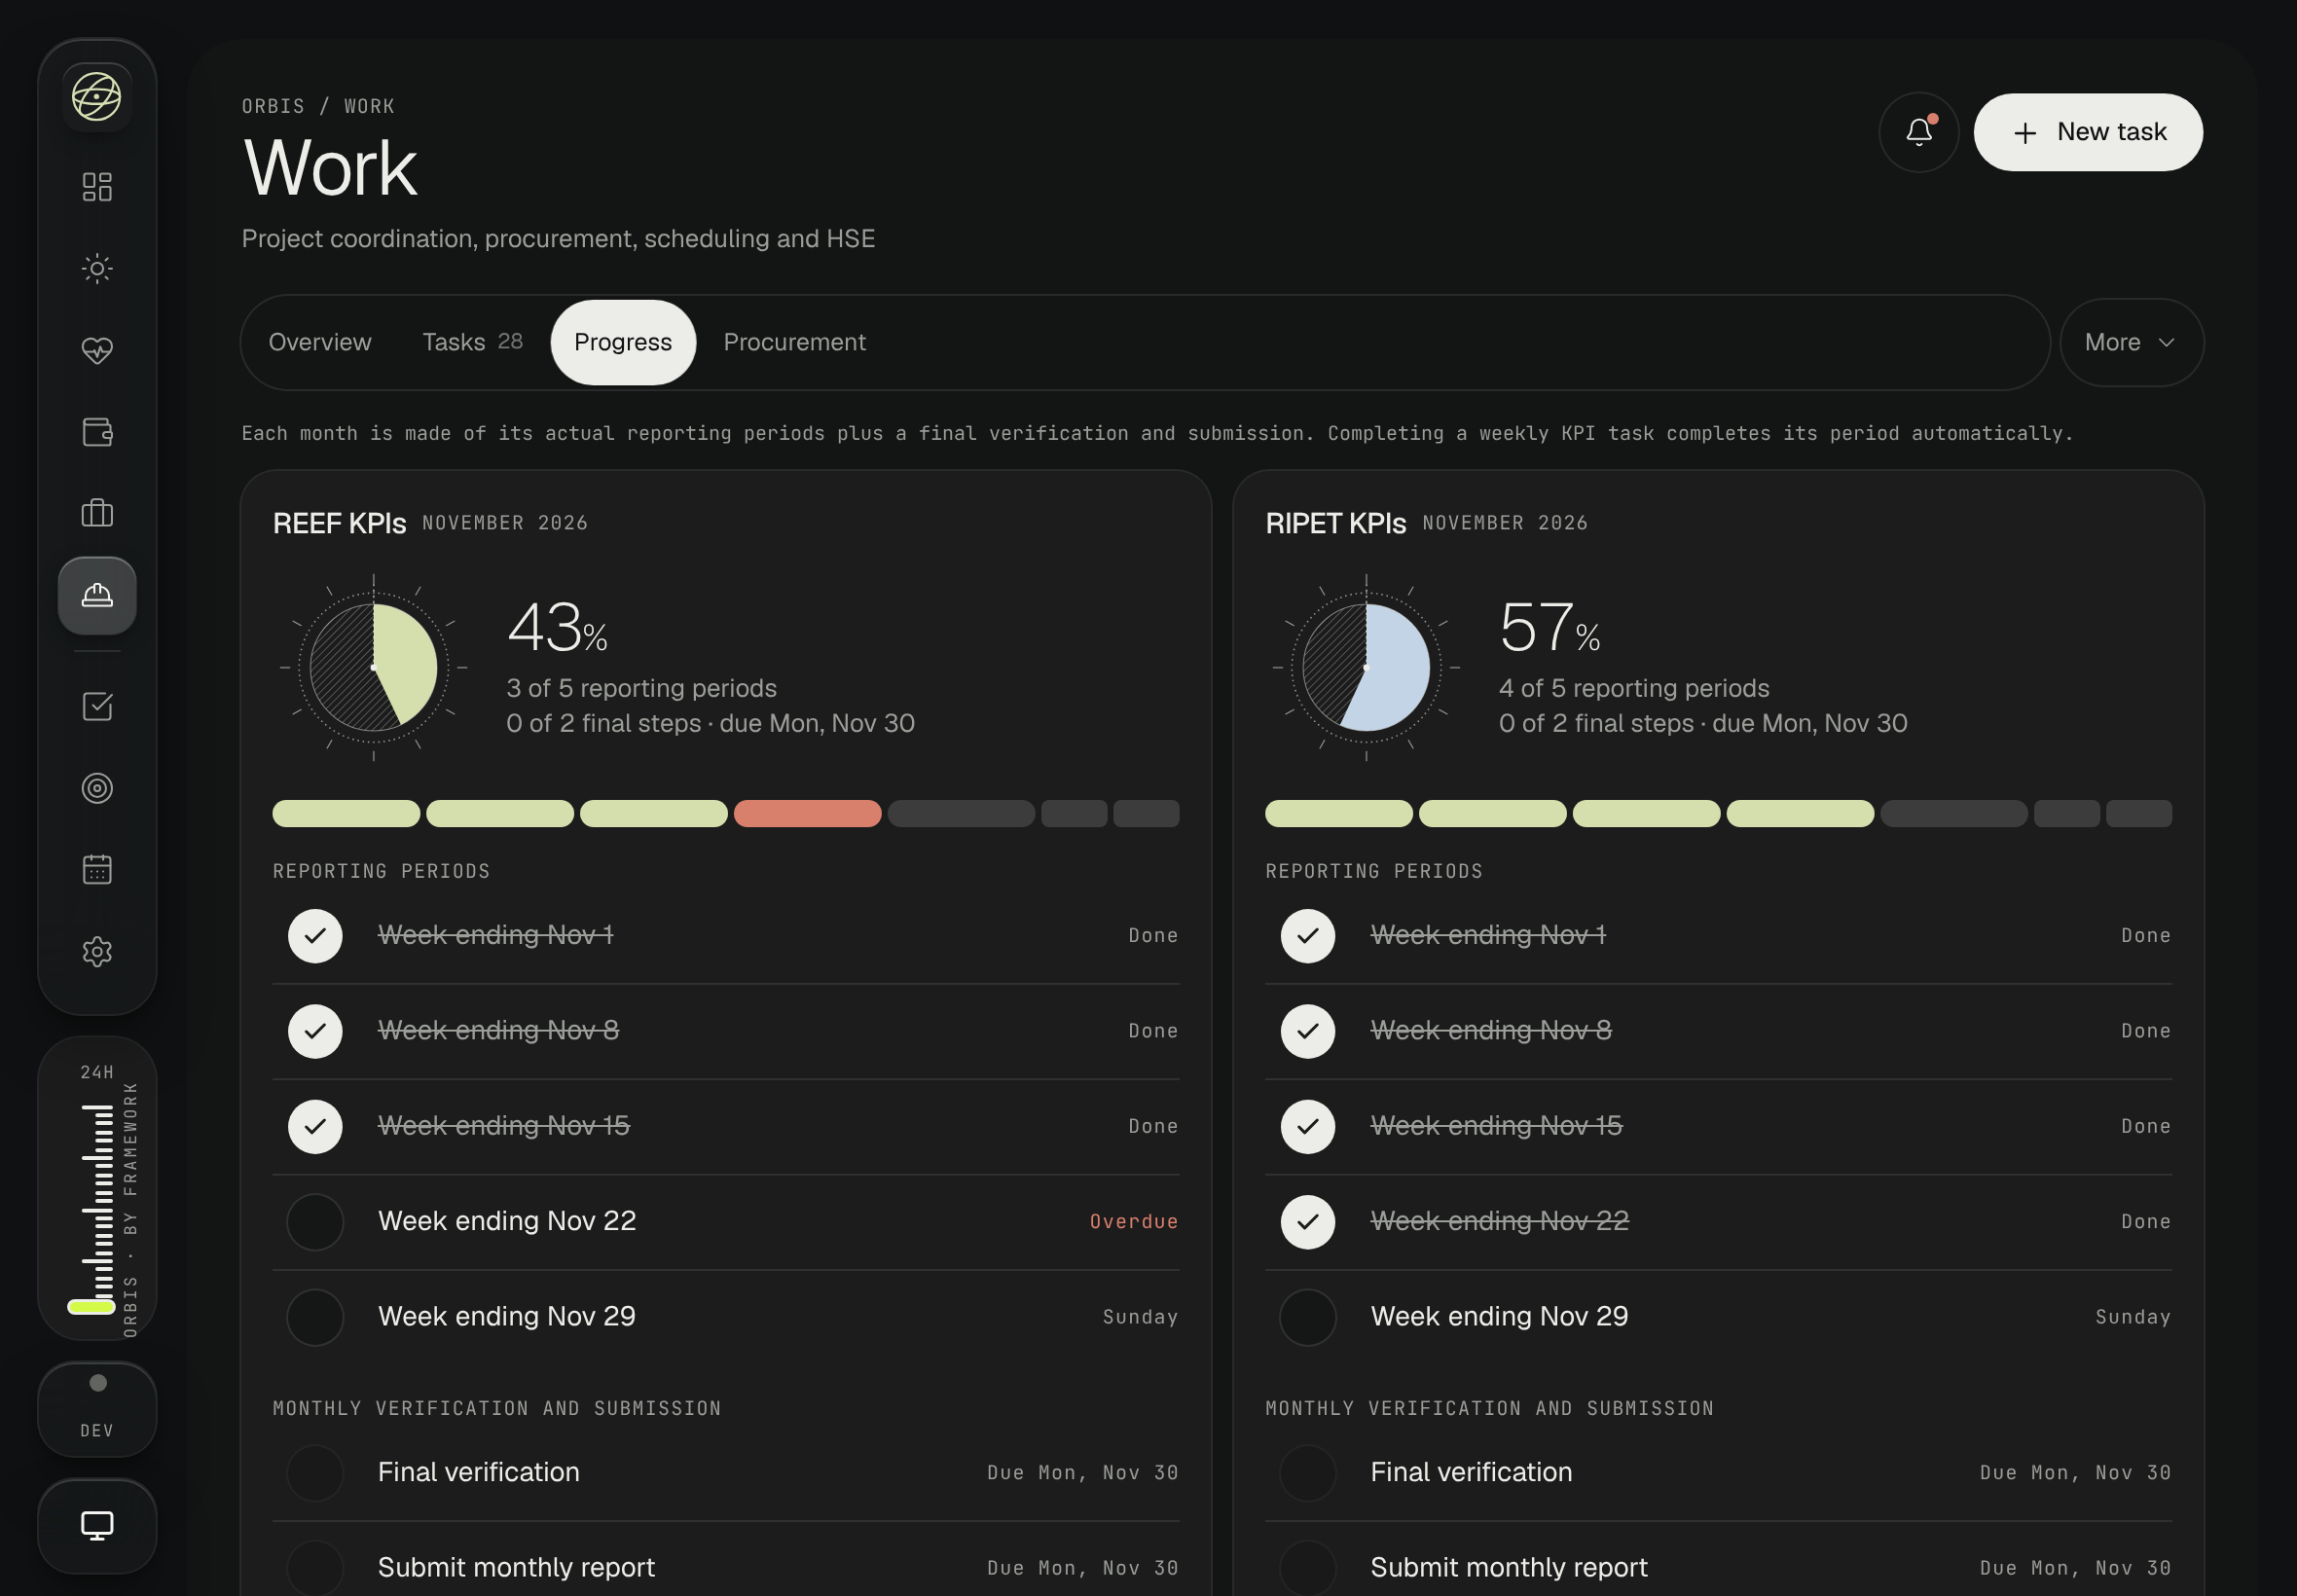 ORBIS / WORK
Work
Project coordination, procurement, scheduling and HSE
New task
Overview
Tasks 28
Progress
Procurement
More
Each month is made of its actual reporting periods plus a final verification and submission. Completing a weekly KPI task completes its period automatically.
REEF KPIs NOVEMBER 2026
43%
3 of 5 reporting periods
0 of 2 final steps · due Mon, Nov 30
REPORTING PERIODS
Week ending Nov 1 Done
Week ending Nov 8 Done
Week ending Nov 15 Done
Week ending Nov 22 Overdue
Week ending Nov 29 Sunday
MONTHLY VERIFICATION AND SUBMISSION
Final verification Due Mon, Nov 30
Submit monthly report Due Mon, Nov 30
RIPET KPIs NOVEMBER 2026
57%
4 of 5 reporting periods
0 of 2 final steps · due Mon, Nov 30
REPORTING PERIODS
Week ending Nov 1 Done
Week ending Nov 8 Done
Week ending Nov 15 Done
Week ending Nov 22 Done
Week ending Nov 29 Sunday
MONTHLY VERIFICATION AND SUBMISSION
Final verification Due Mon, Nov 30
Submit monthly report Due Mon, Nov 30
24H
ORBIS · BY FRAMEWORK
DEV